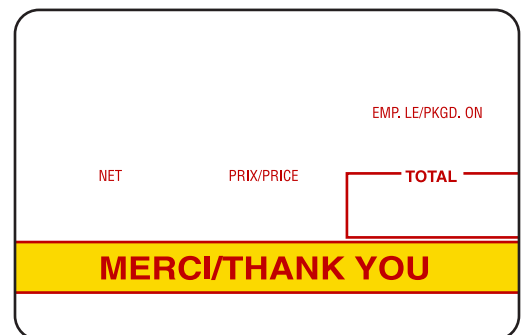 EMP. LE/PKGD. ON
NET PRIX/PRICE TOTAL
MERCI/THANK YOU